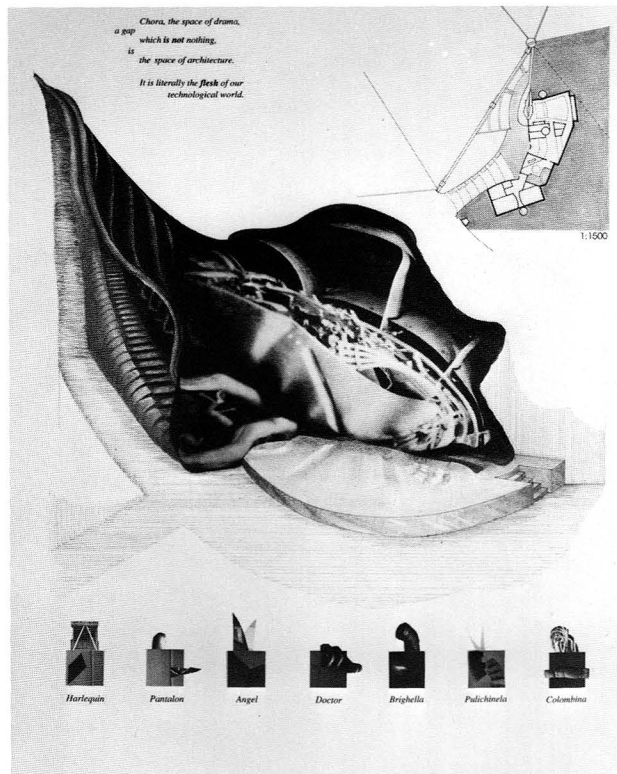 Chora, the space of drama,
a gap
which is not nothing,
is
the space of architecture.
It is literally the flesh of our
technological world.
1:1500
Harlequin
Pantalon
Angel
Doctor
Brighella
Pulichinela
Colombina